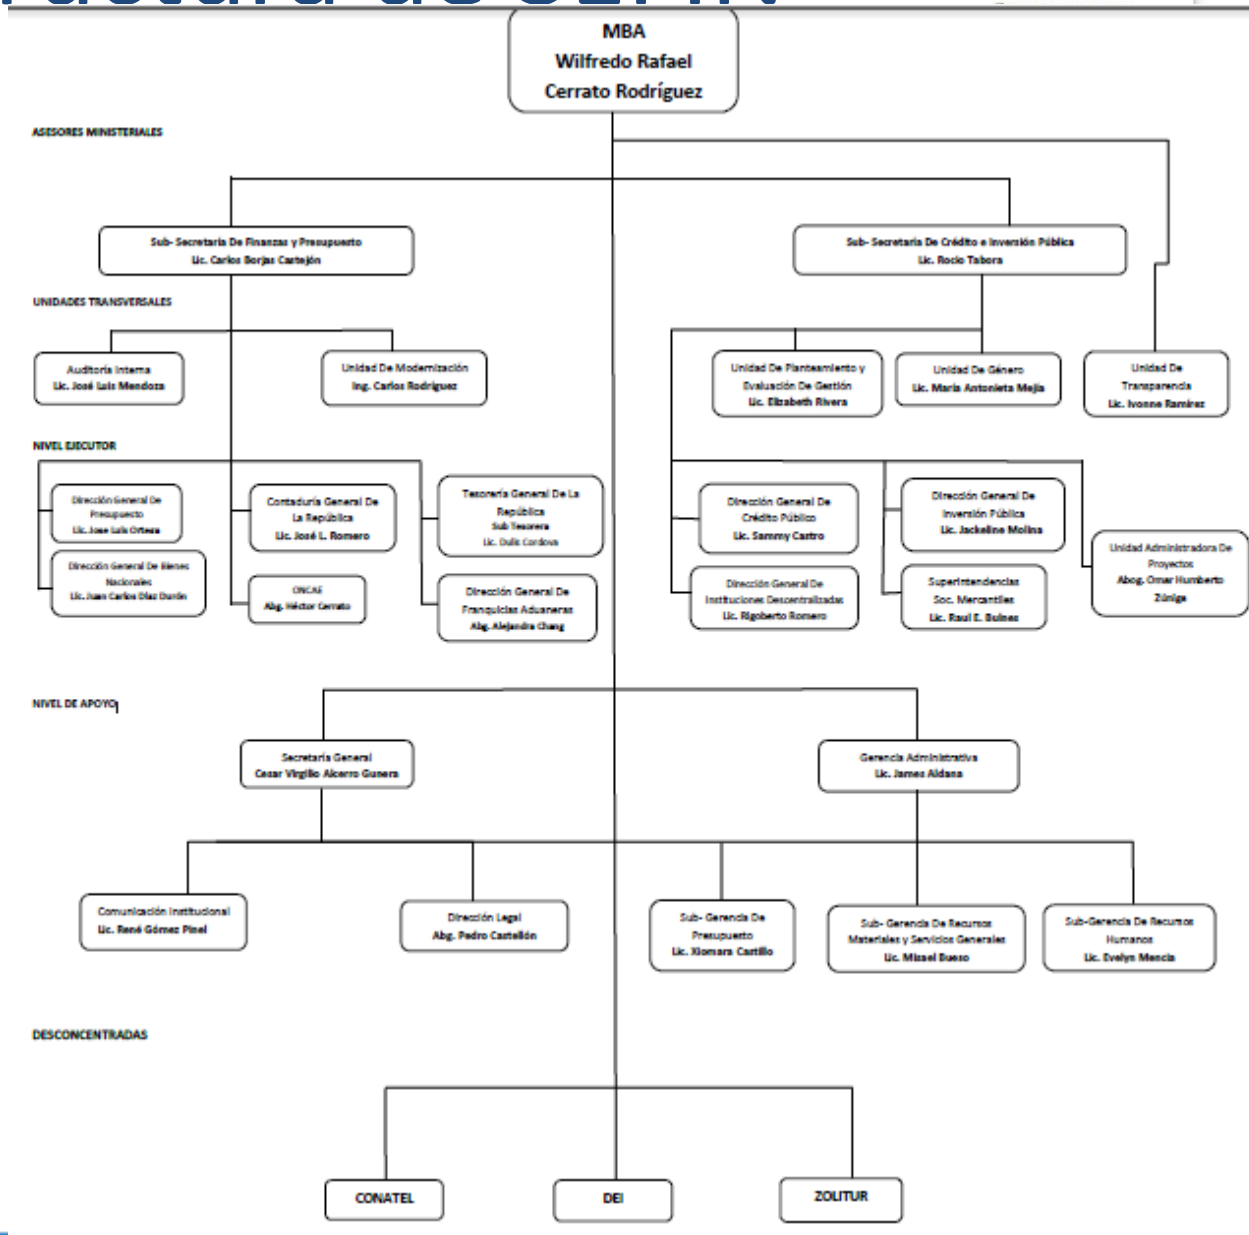 MBA
Wilfredo Rafael
Cerrato Rodríguez
ASESORES MINISTERIALES
Sub- Secretaria De Finanzas y Presupuesto
Lic. Carlos Borjas Castejón
Sub- Secretaria De Crédito e Inversión Pública
Lic. Rocio Tabora
UNIDADES TRANSVERSALES
Auditoría Interna
Lic. José Luis Mendoza
Unidad De Modernización
Ing. Carlos Rodríguez
Unidad De Planteamiento y
Evaluación De Gestión
Lic. Elizabeth Rivera
Unidad De Género
Lic. María Antonieta Mejía
Unidad De
Transparencia
Lic. Ivonne Ramírez
NIVEL EJECUTOR
Dirección General De
Presupuesto
Lic. Jose Luis Ortega
Contaduría General De
La República
Lic. José L. Romero
Tesorería General De La
República
Sub Tesorera
Lic. Dulis Cordova
Dirección General De
Crédito Público
Lic. Sammy Castro
Dirección General De
Inversión Pública
Lic. Jackeline Molina
Unidad Administradora De
Proyectos
Abog. Omar Humberto
Zúniga
Dirección General De Bienes
Nacionales
Lic. Juan Carlos Díaz Durón
ONCAE
Abg. Héctor Cerrato
Dirección General De
Franquicias Aduaneras
Abg. Alejandra Chang
Dirección General De
Instituciones Descentralizadas
Lic. Rigoberto Romero
Superintendencias
Soc. Mercantiles
Lic. Raul E. Bulnes
NIVEL DE APOYO
Secretaría General
Cesar Virgilio Alcerro Gunera
Gerencia Administrativa
Lic. James Aldana
Comunicación Institucional
Lic. René Gómez Pinel
Dirección Legal
Abg. Pedro Castellón
Sub- Gerencia De
Presupuesto
Lic. Xiomara Castillo
Sub- Gerencia De Recursos
Materiales y Servicios Generales
Lic. Misael Bueso
Sub-Gerencia De Recursos
Humanos
Lic. Evelyn Mencia
DESCONCENTRADAS
CONATEL
DEI
ZOLITUR